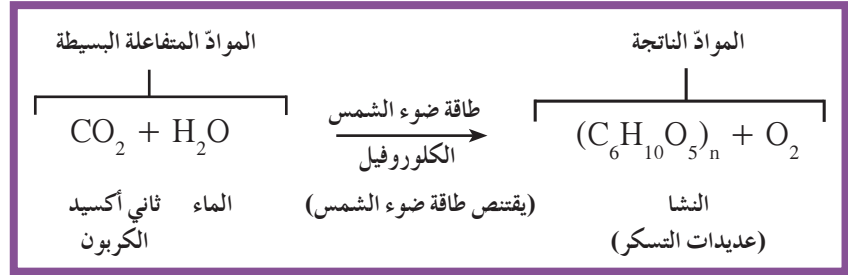 الموادّ المتفاعلة البسيطة
الموادّ الناتجة
CO₂ + H₂O
طاقة ضوء الشمس
الكلوروفيل
(C₆H₁₀O₅)ₙ + O₂
ثاني أكسيد الكربون
الماء
(يقتنص طاقة ضوء الشمس)
النشا
(عديدات التسكر)